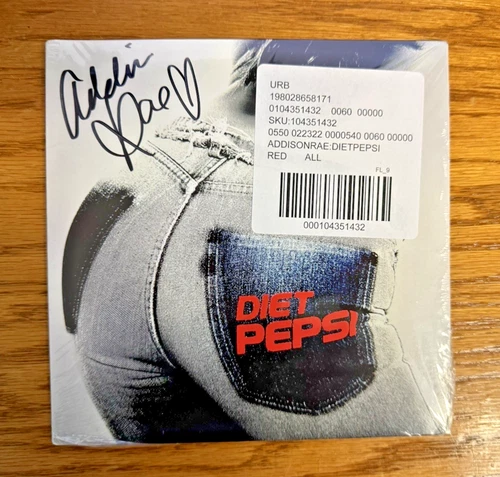 Addison
Rae♡
URB
198028658171
0104351432 0060 00000
SKU:104351432
0550 022322 0000540 0060 00000
ADDISONRAE:DIETPEPSI
RED ALL
FL_9
000104351432
DIET
PEPSI